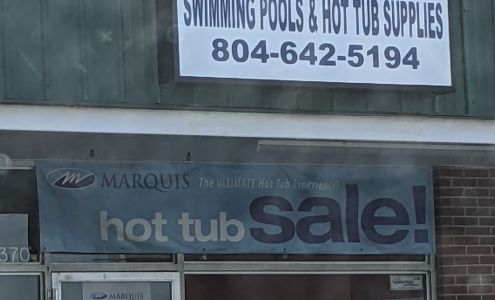 SWIMMING POOLS & HOT TUB SUPPLIES
804-642-5194
MARQUIS. The ULTIMATE Hot Tub Experience!
hot tub sale!
370
MARQUIS